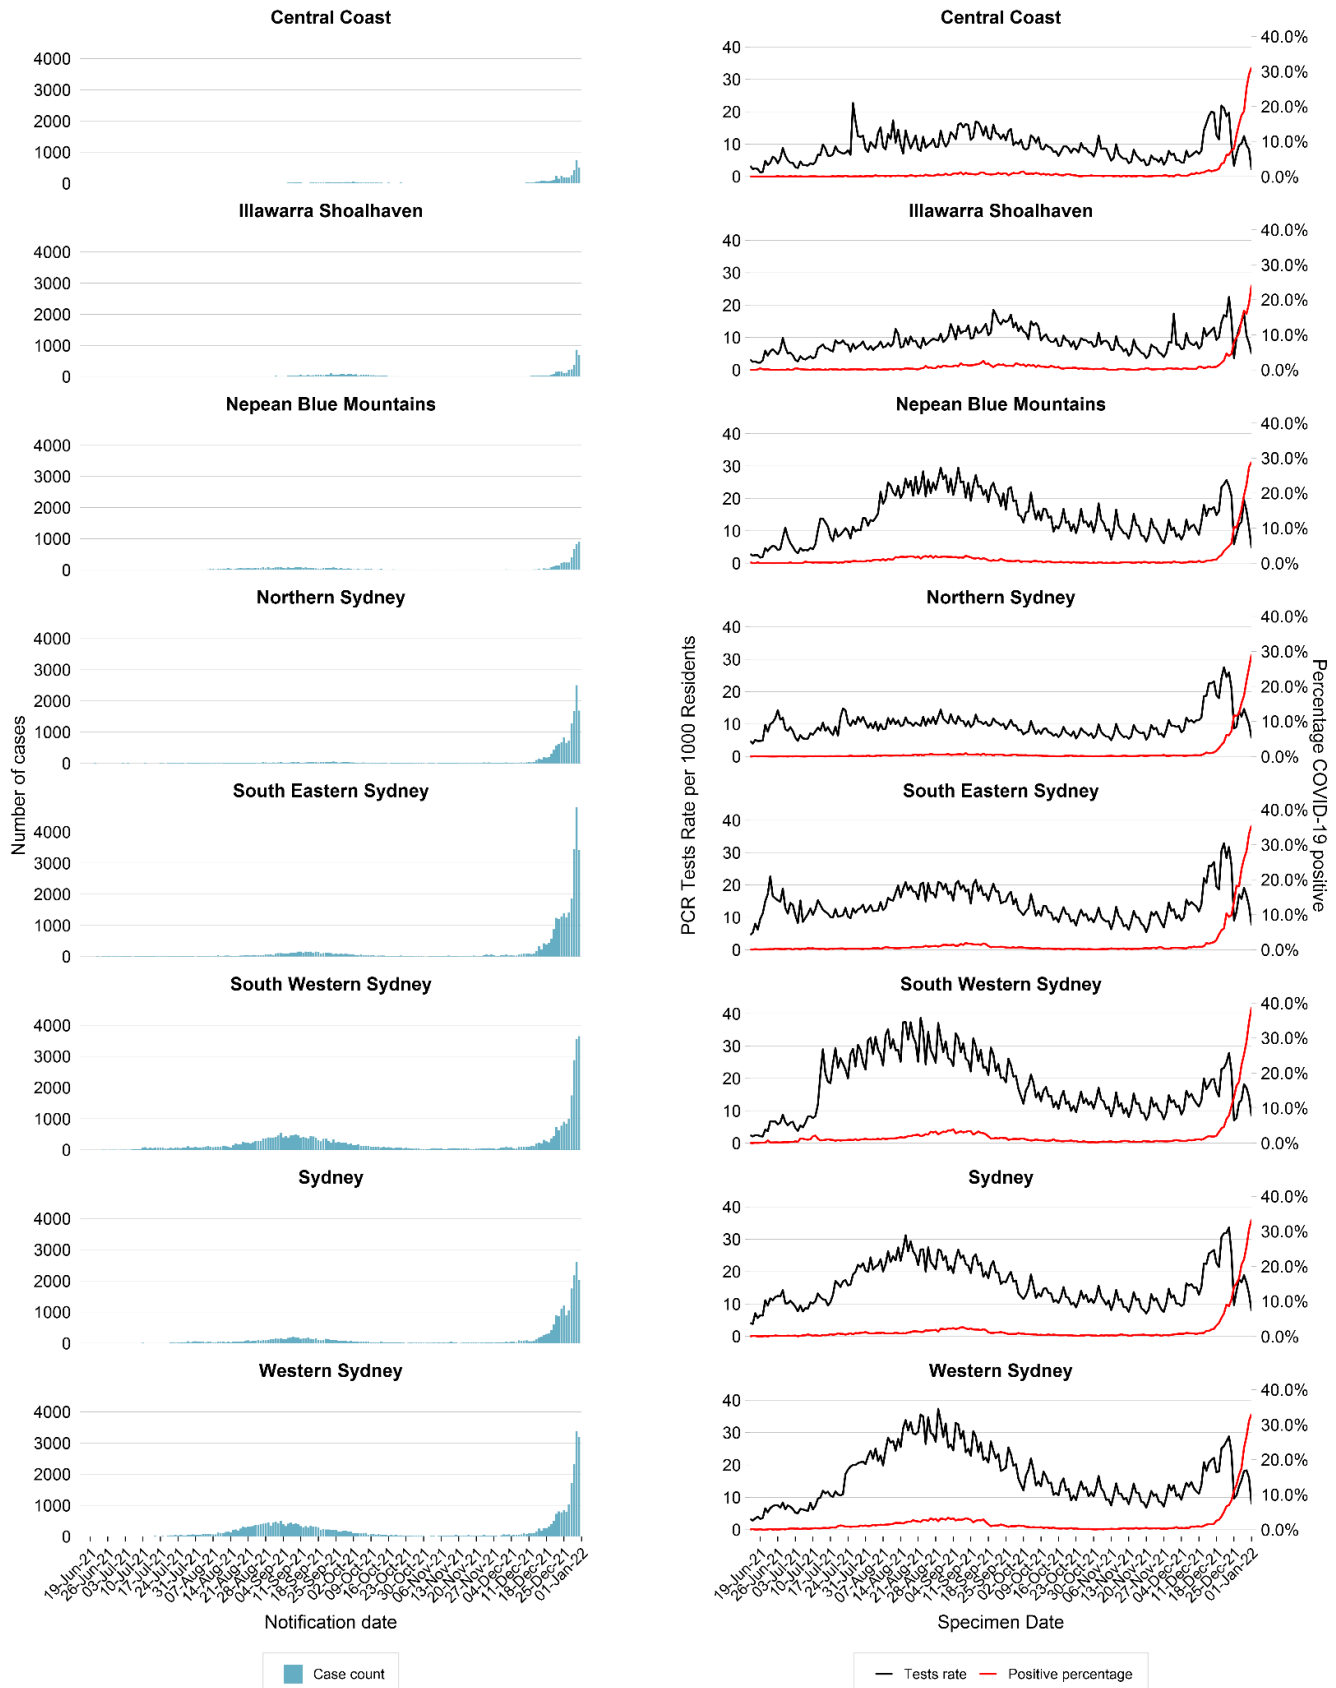 Number of cases
Central Coast
4000
3000
2000
1000
0
Illawarra Shoalhaven
4000
3000
2000
1000
0
Nepean Blue Mountains
4000
3000
2000
1000
0
Northern Sydney
4000
3000
2000
1000
0
South Eastern Sydney
4000
3000
2000
1000
0
South Western Sydney
4000
3000
2000
1000
0
Sydney
4000
3000
2000
1000
0
Western Sydney
4000
3000
2000
1000
0
19-Jun-21
26-Jun-21
03-Jul-21
10-Jul-21
17-Jul-21
24-Jul-21
31-Jul-21
07-Aug-21
14-Aug-21
21-Aug-21
28-Aug-21
04-Sep-21
11-Sep-21
18-Sep-21
25-Sep-21
02-Oct-21
09-Oct-21
16-Oct-21
23-Oct-21
30-Oct-21
06-Nov-21
13-Nov-21
20-Nov-21
27-Nov-21
04-Dec-21
11-Dec-21
18-Dec-21
25-Dec-21
01-Jan-22
Notification date
Case count
PCR Tests Rate per 1000 Residents
Central Coast
40
30
20
10
0
40.0%
30.0%
20.0%
10.0%
0.0%
Illawarra Shoalhaven
40
30
20
10
0
40.0%
30.0%
20.0%
10.0%
0.0%
Nepean Blue Mountains
40
30
20
10
0
40.0%
30.0%
20.0%
10.0%
0.0%
Northern Sydney
40
30
20
10
0
40.0%
30.0%
20.0%
10.0%
0.0%
South Eastern Sydney
40
30
20
10
0
40.0%
30.0%
20.0%
10.0%
0.0%
South Western Sydney
40
30
20
10
0
40.0%
30.0%
20.0%
10.0%
0.0%
Sydney
40
30
20
10
0
40.0%
30.0%
20.0%
10.0%
0.0%
Western Sydney
40
30
20
10
0
40.0%
30.0%
20.0%
10.0%
0.0%
Percentage COVID-19 positive
19-Jun-21
26-Jun-21
03-Jul-21
10-Jul-21
17-Jul-21
24-Jul-21
31-Jul-21
07-Aug-21
14-Aug-21
21-Aug-21
28-Aug-21
04-Sep-21
11-Sep-21
18-Sep-21
25-Sep-21
02-Oct-21
09-Oct-21
16-Oct-21
23-Oct-21
30-Oct-21
06-Nov-21
13-Nov-21
20-Nov-21
27-Nov-21
04-Dec-21
11-Dec-21
18-Dec-21
25-Dec-21
01-Jan-22
Specimen Date
Tests rate
Positive percentage